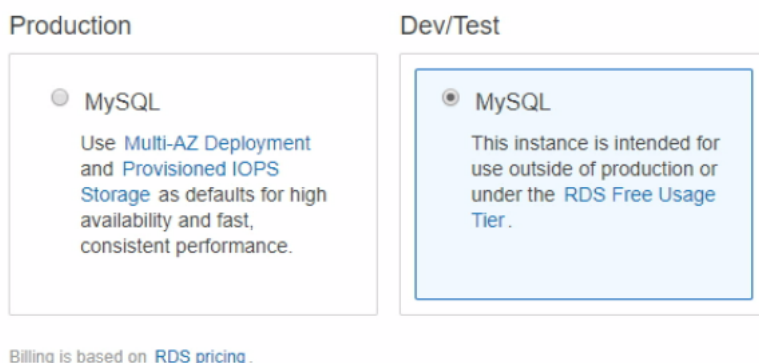 Production
MySQL
Use Multi-AZ Deployment
and Provisioned IOPS
Storage as defaults for high
availability and fast,
consistent performance.
Dev/Test
MySQL
This instance is intended for
use outside of production or
under the RDS Free Usage
Tier.
Billing is based on RDS pricing.